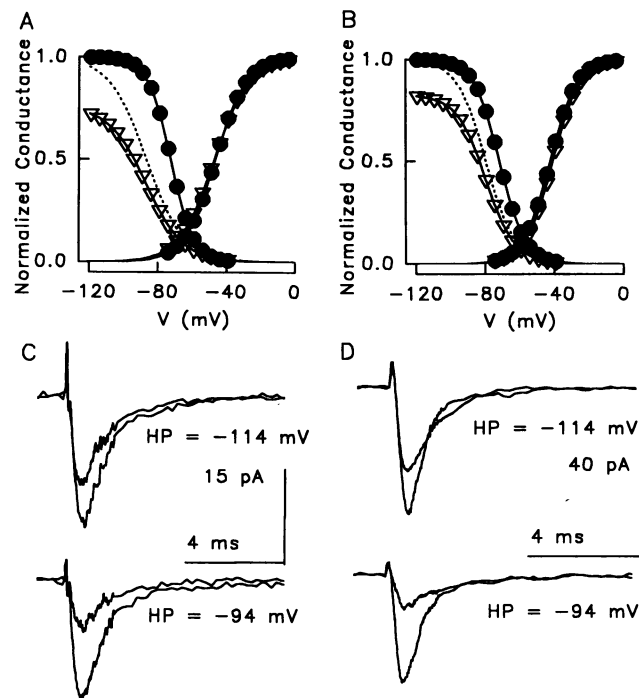 A
B
Normalized Conductance
1.0
0.5
0.0
-120
-80
-40
0
V (mV)
Normalized Conductance
1.0
0.5
0.0
-120
-80
-40
0
V (mV)
C
HP = -114 mV
15 pA
4 ms
HP = -94 mV
D
HP = -114 mV
40 pA
4 ms
HP = -94 mV